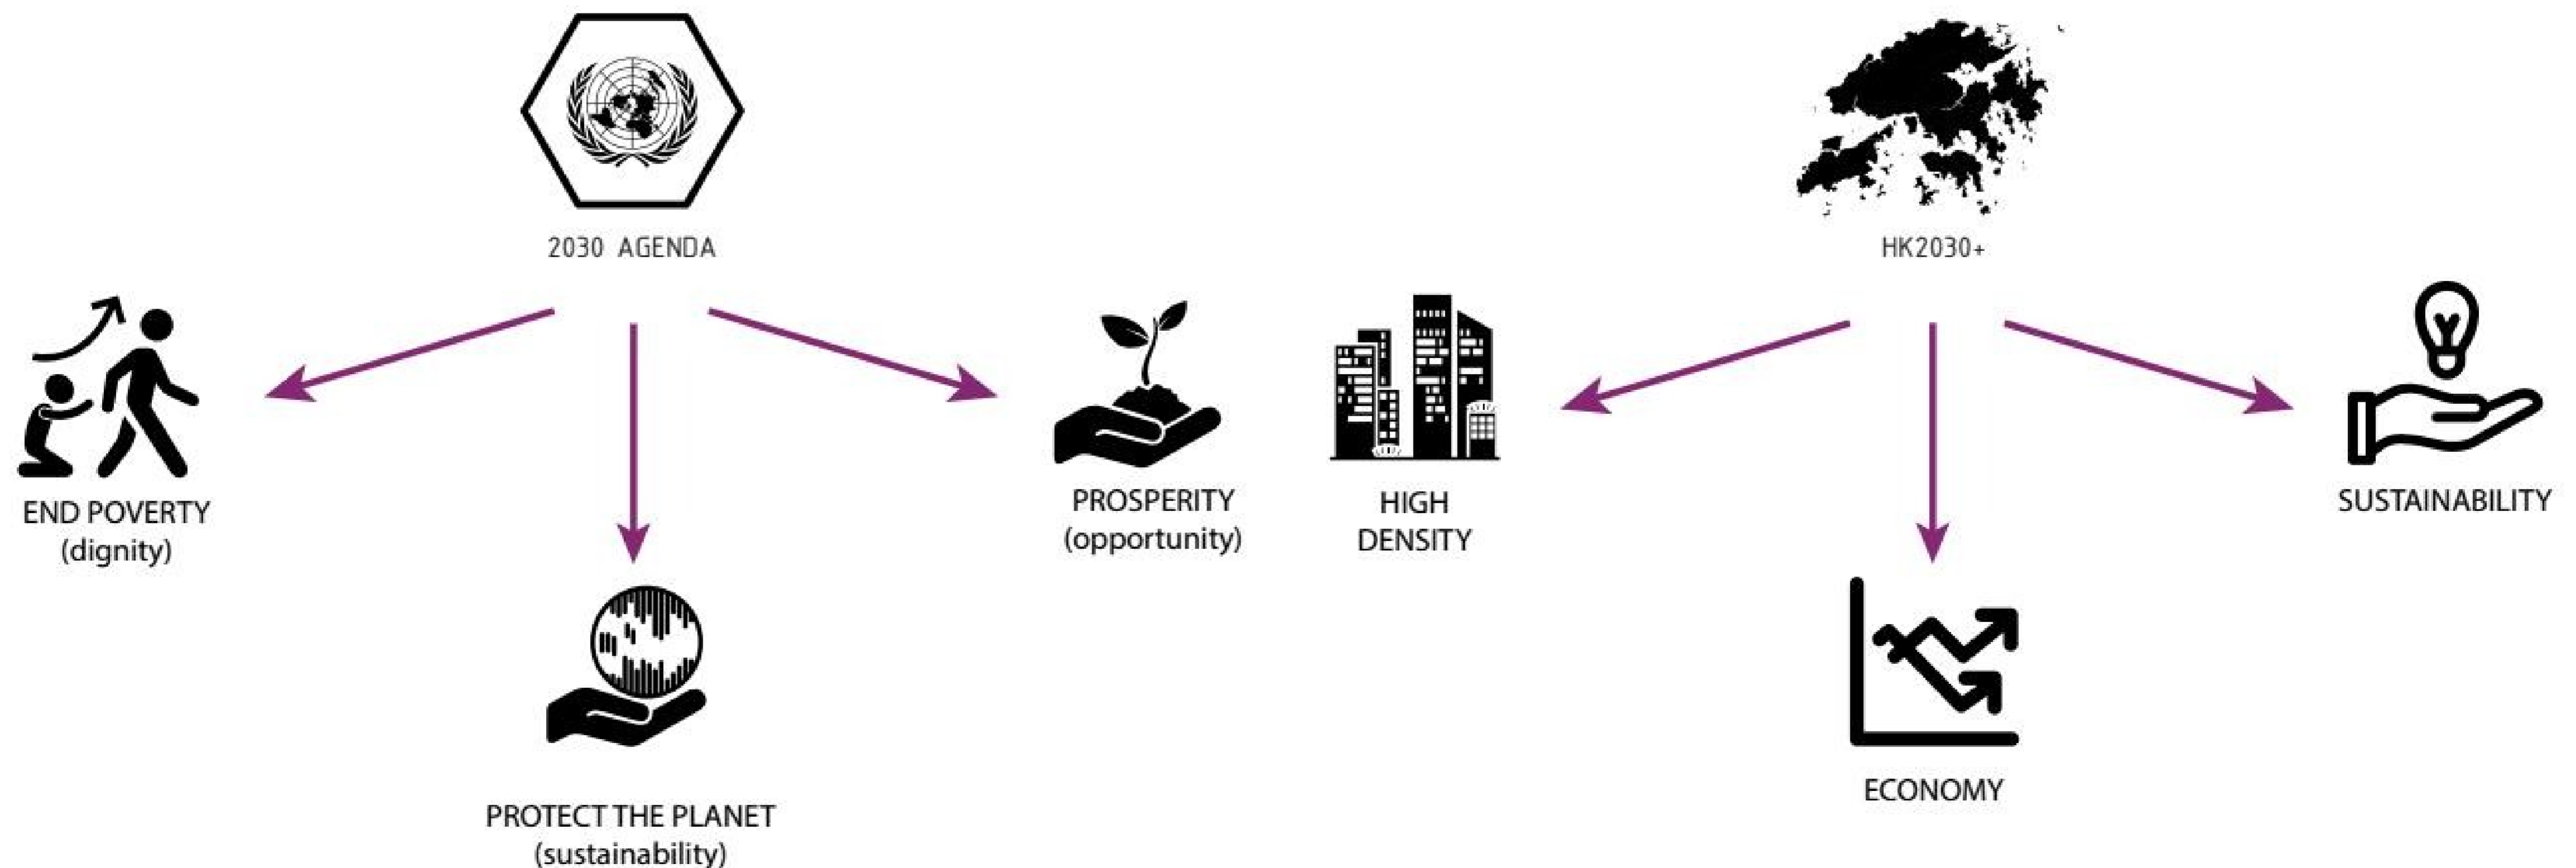 2030 AGENDA
HK2030+
END POVERTY
(dignity)
PROTECT THE PLANET
(sustainability)
PROSPERITY
(opportunity)
HIGH
DENSITY
ECONOMY
SUSTAINABILITY